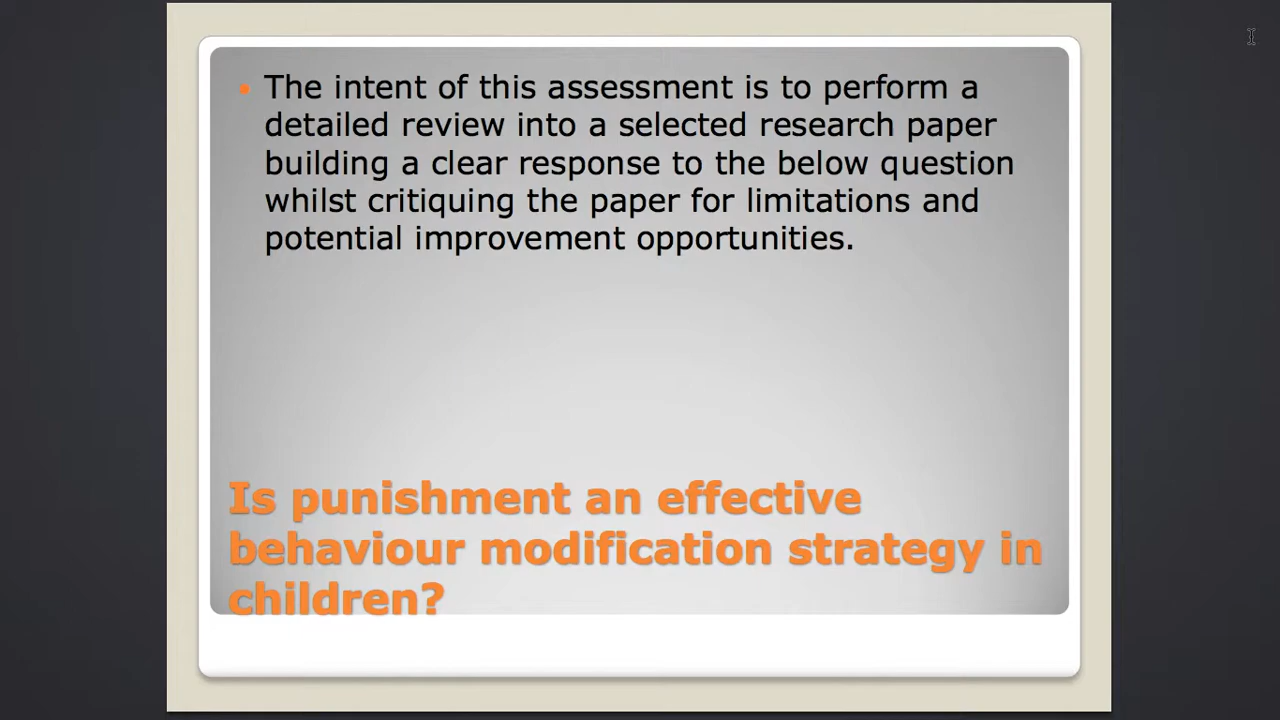 The intent of this assessment is to perform a
detailed review into a selected research paper
building a clear response to the below question
whilst critiquing the paper for limitations and
potential improvement opportunities.
Is punishment an effective
behaviour modification strategy in
children?